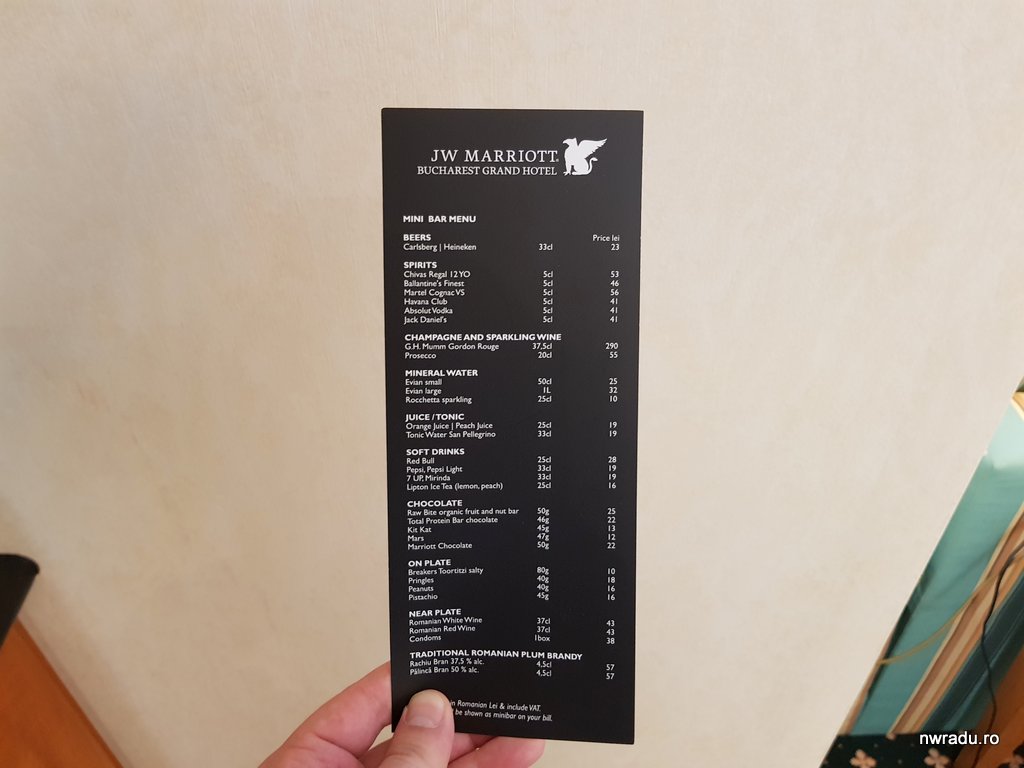 JW MARRIOTT®
BUCHAREST GRAND HOTEL
MINI BAR MENU
BEERS Price lei
Carlsberg | Heineken 33cl 23
SPIRITS
Chivas Regal 12YO 5cl 53
Ballantine's Finest 5cl 46
Martel Cognac VS 5cl 56
Havana Club 5cl 41
Absolut Vodka 5cl 41
Jack Daniel's 5cl 41
CHAMPAGNE AND SPARKLING WINE
G.H. Mumm Gordon Rouge 37,5cl 290
Prosecco 20cl 55
MINERAL WATER
Evian small 50cl 25
Evian large 1L 32
Rocchetta sparkling 25cl 10
JUICE / TONIC
Orange Juice | Peach Juice 25cl 19
Tonic Water San Pellegrino 33cl 19
SOFT DRINKS
Red Bull 25cl 28
Pepsi, Pepsi Light 33cl 19
7 UP, Mirinda 33cl 19
Lipton Ice Tea (lemon, peach) 25cl 16
CHOCOLATE
Raw Bite organic fruit and nut bar 50g 25
Total Protein Bar chocolate 46g 22
Kit Kat 45g 13
Mars 47g 12
Marriott Chocolate 50g 22
ON PLATE
Breakers Toortitzi salty 80g 10
Pringles 40g 18
Peanuts 40g 16
Pistachio 45g 16
NEAR PLATE
Romanian White Wine 37cl 43
Romanian Red Wine 37cl 43
Condoms 1box 38
TRADITIONAL ROMANIAN PLUM BRANDY
Rachiu Bran 37,5 % alc. 4,5cl 57
Pălincă Bran 50 % alc. 4,5cl 57
in Romanion Lei & include VAT.
be shown as minibar on your bill.
nwradu.ro